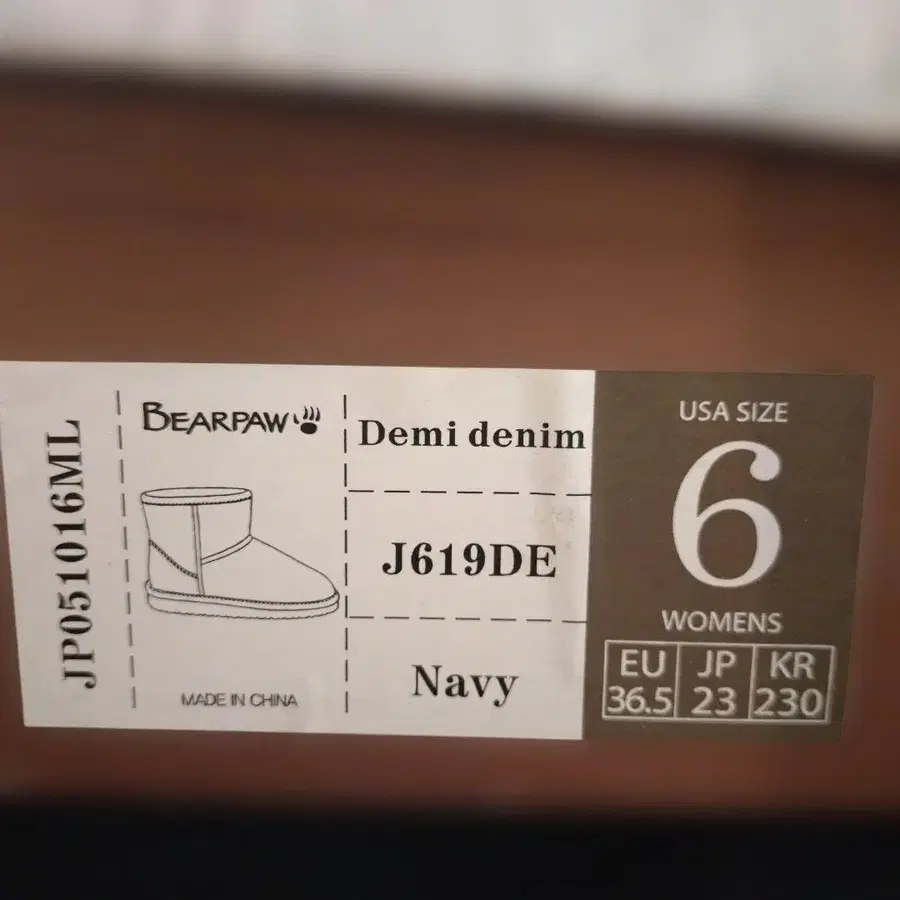 JP051016ML
BEARPAW
MADE IN CHINA
Demi denim
J619DE
Navy
USA SIZE
6
WOMENS
EU JP KR
36.5 23 230